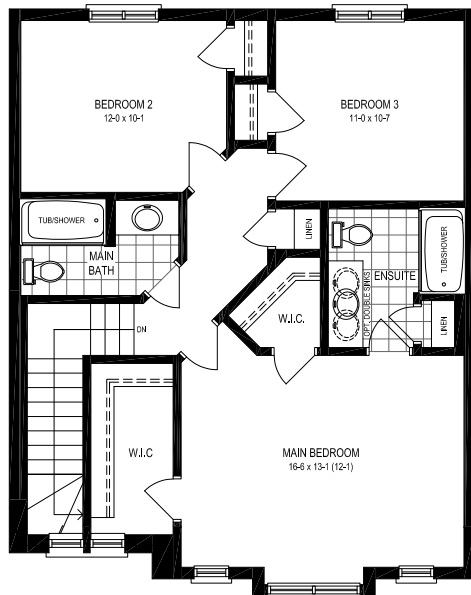 BEDROOM 2
12-0 x 10-1
BEDROOM 3
11-0 x 10-7
TUB/SHOWER
MAIN
BATH
LINEN
TUB/SHOWER
ENSUITE
OPT. DOUBLE SINKS
W.I.C.
LINEN
DN
W.I.C
MAIN BEDROOM
16-6 x 13-1 (12-1)